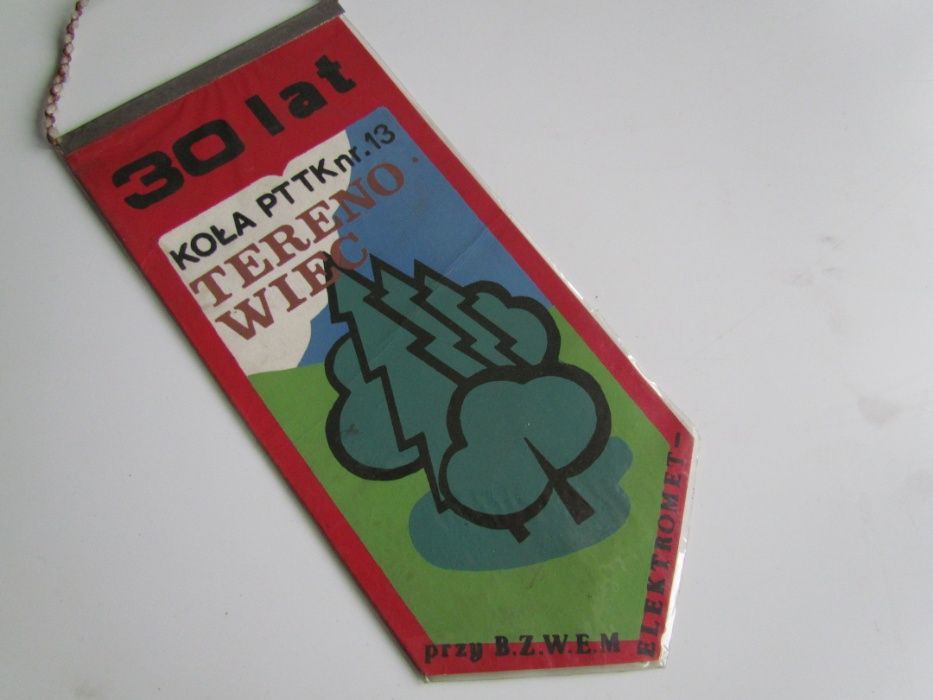 30 lat
KOŁA PTTK nr.13
TERENO
WIEC
przy B.Z.W.E.M
ELEKTROMET-